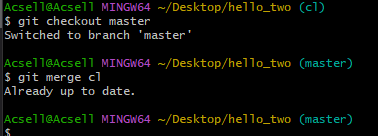 Acsell@Acsell MINGW64 ~/Desktop/hello_two (cl)
$ git checkout master
Switched to branch 'master'
Acsell@Acsell MINGW64 ~/Desktop/hello_two (master)
$ git merge cl
Already up to date.
Acsell@Acsell MINGW64 ~/Desktop/hello_two (master)
$